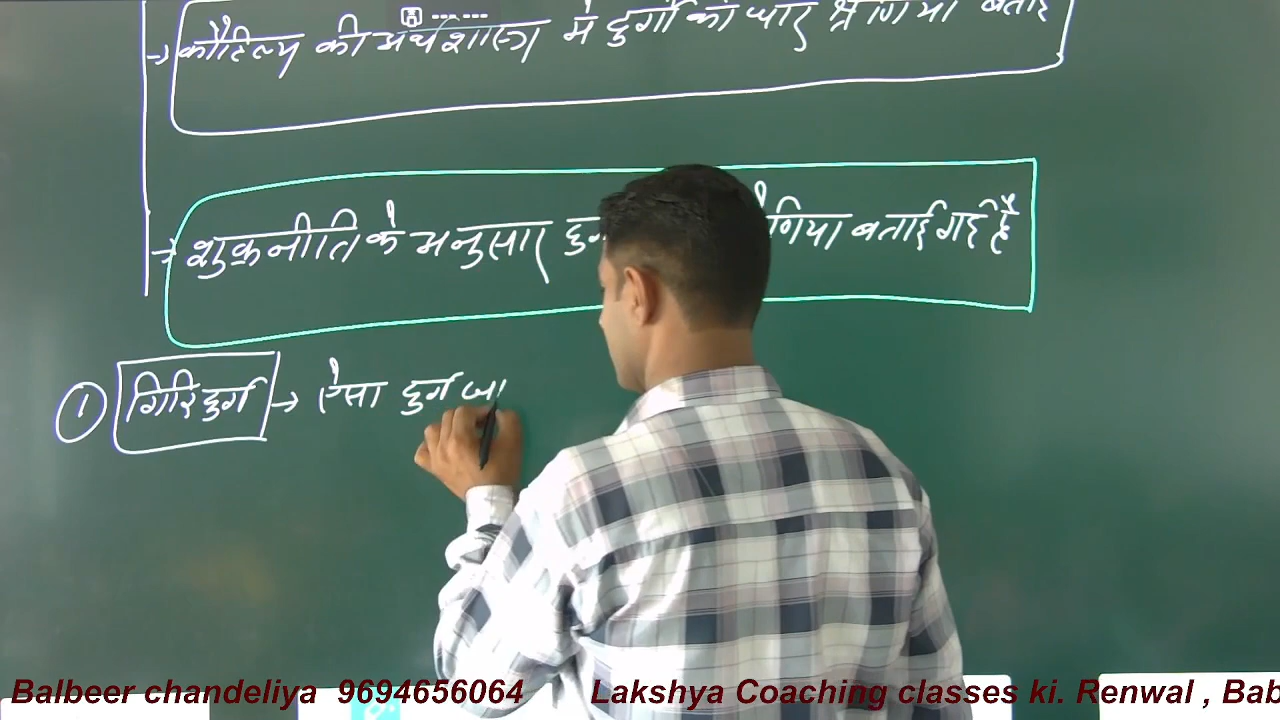 → कौटिल्य की अर्थशास्त्र में दुर्गों की चार श्रेणिया बताई
→ शुक्रनीति के अनुसार बताई गई है
① गिरि दुर्ग → ऐसा दुर्ग जा
Balbeer chandeliya 9694656064 Lakshya Coaching classes ki. Renwal , Bab